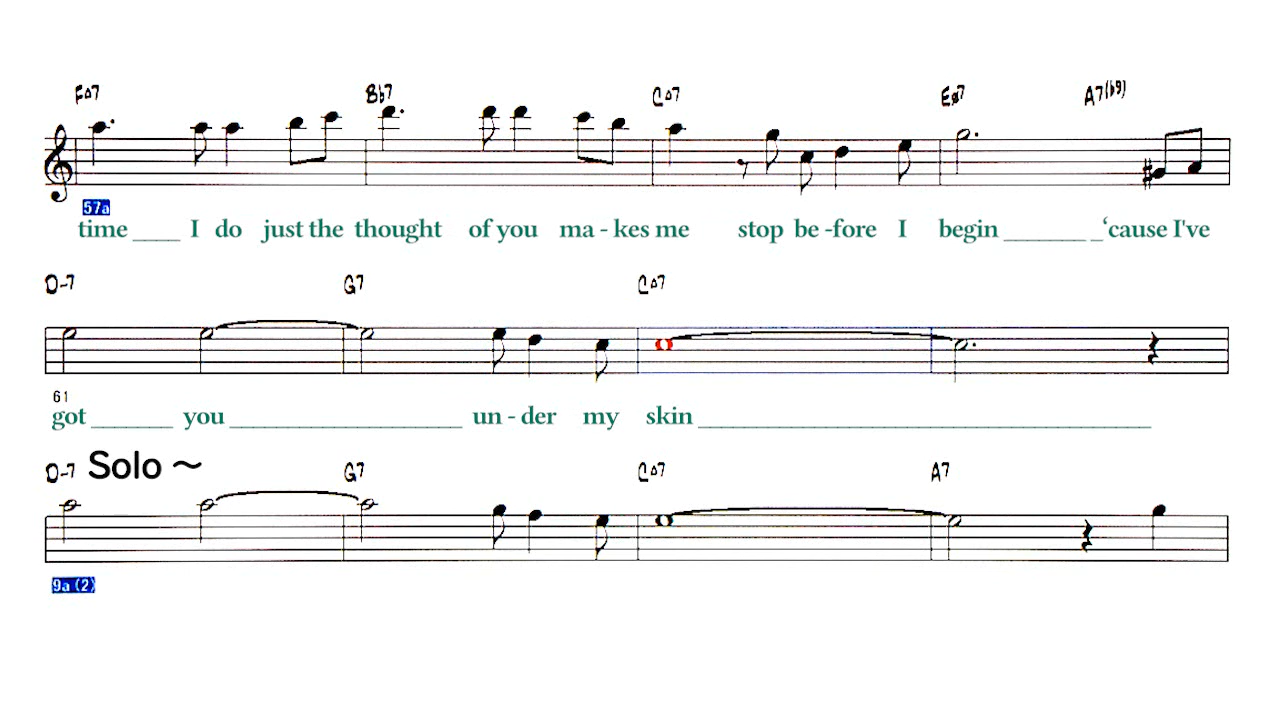 F△7 Bb7 C△7 Eø7 A7(b9)
57a
time ____ I do just the thought of you ma - kes me stop be -fore I begin _______ _‘cause I've
D-7 G7 C△7
61
got _______ you ____________________ un - der my skin _______________________________________
D-7 Solo ~ G7 C△7 A7
9a (2)